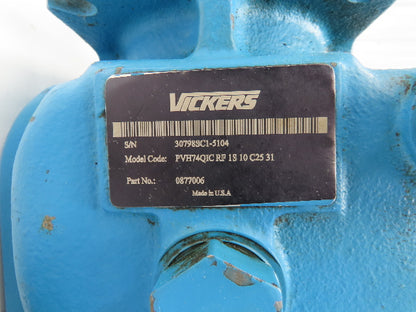 VICKERS
S/N 30798SC1-5104
Model Code: PVH74QIC RF 1S 10 C25 31
Part No.: 0877006
Made In U.S.A